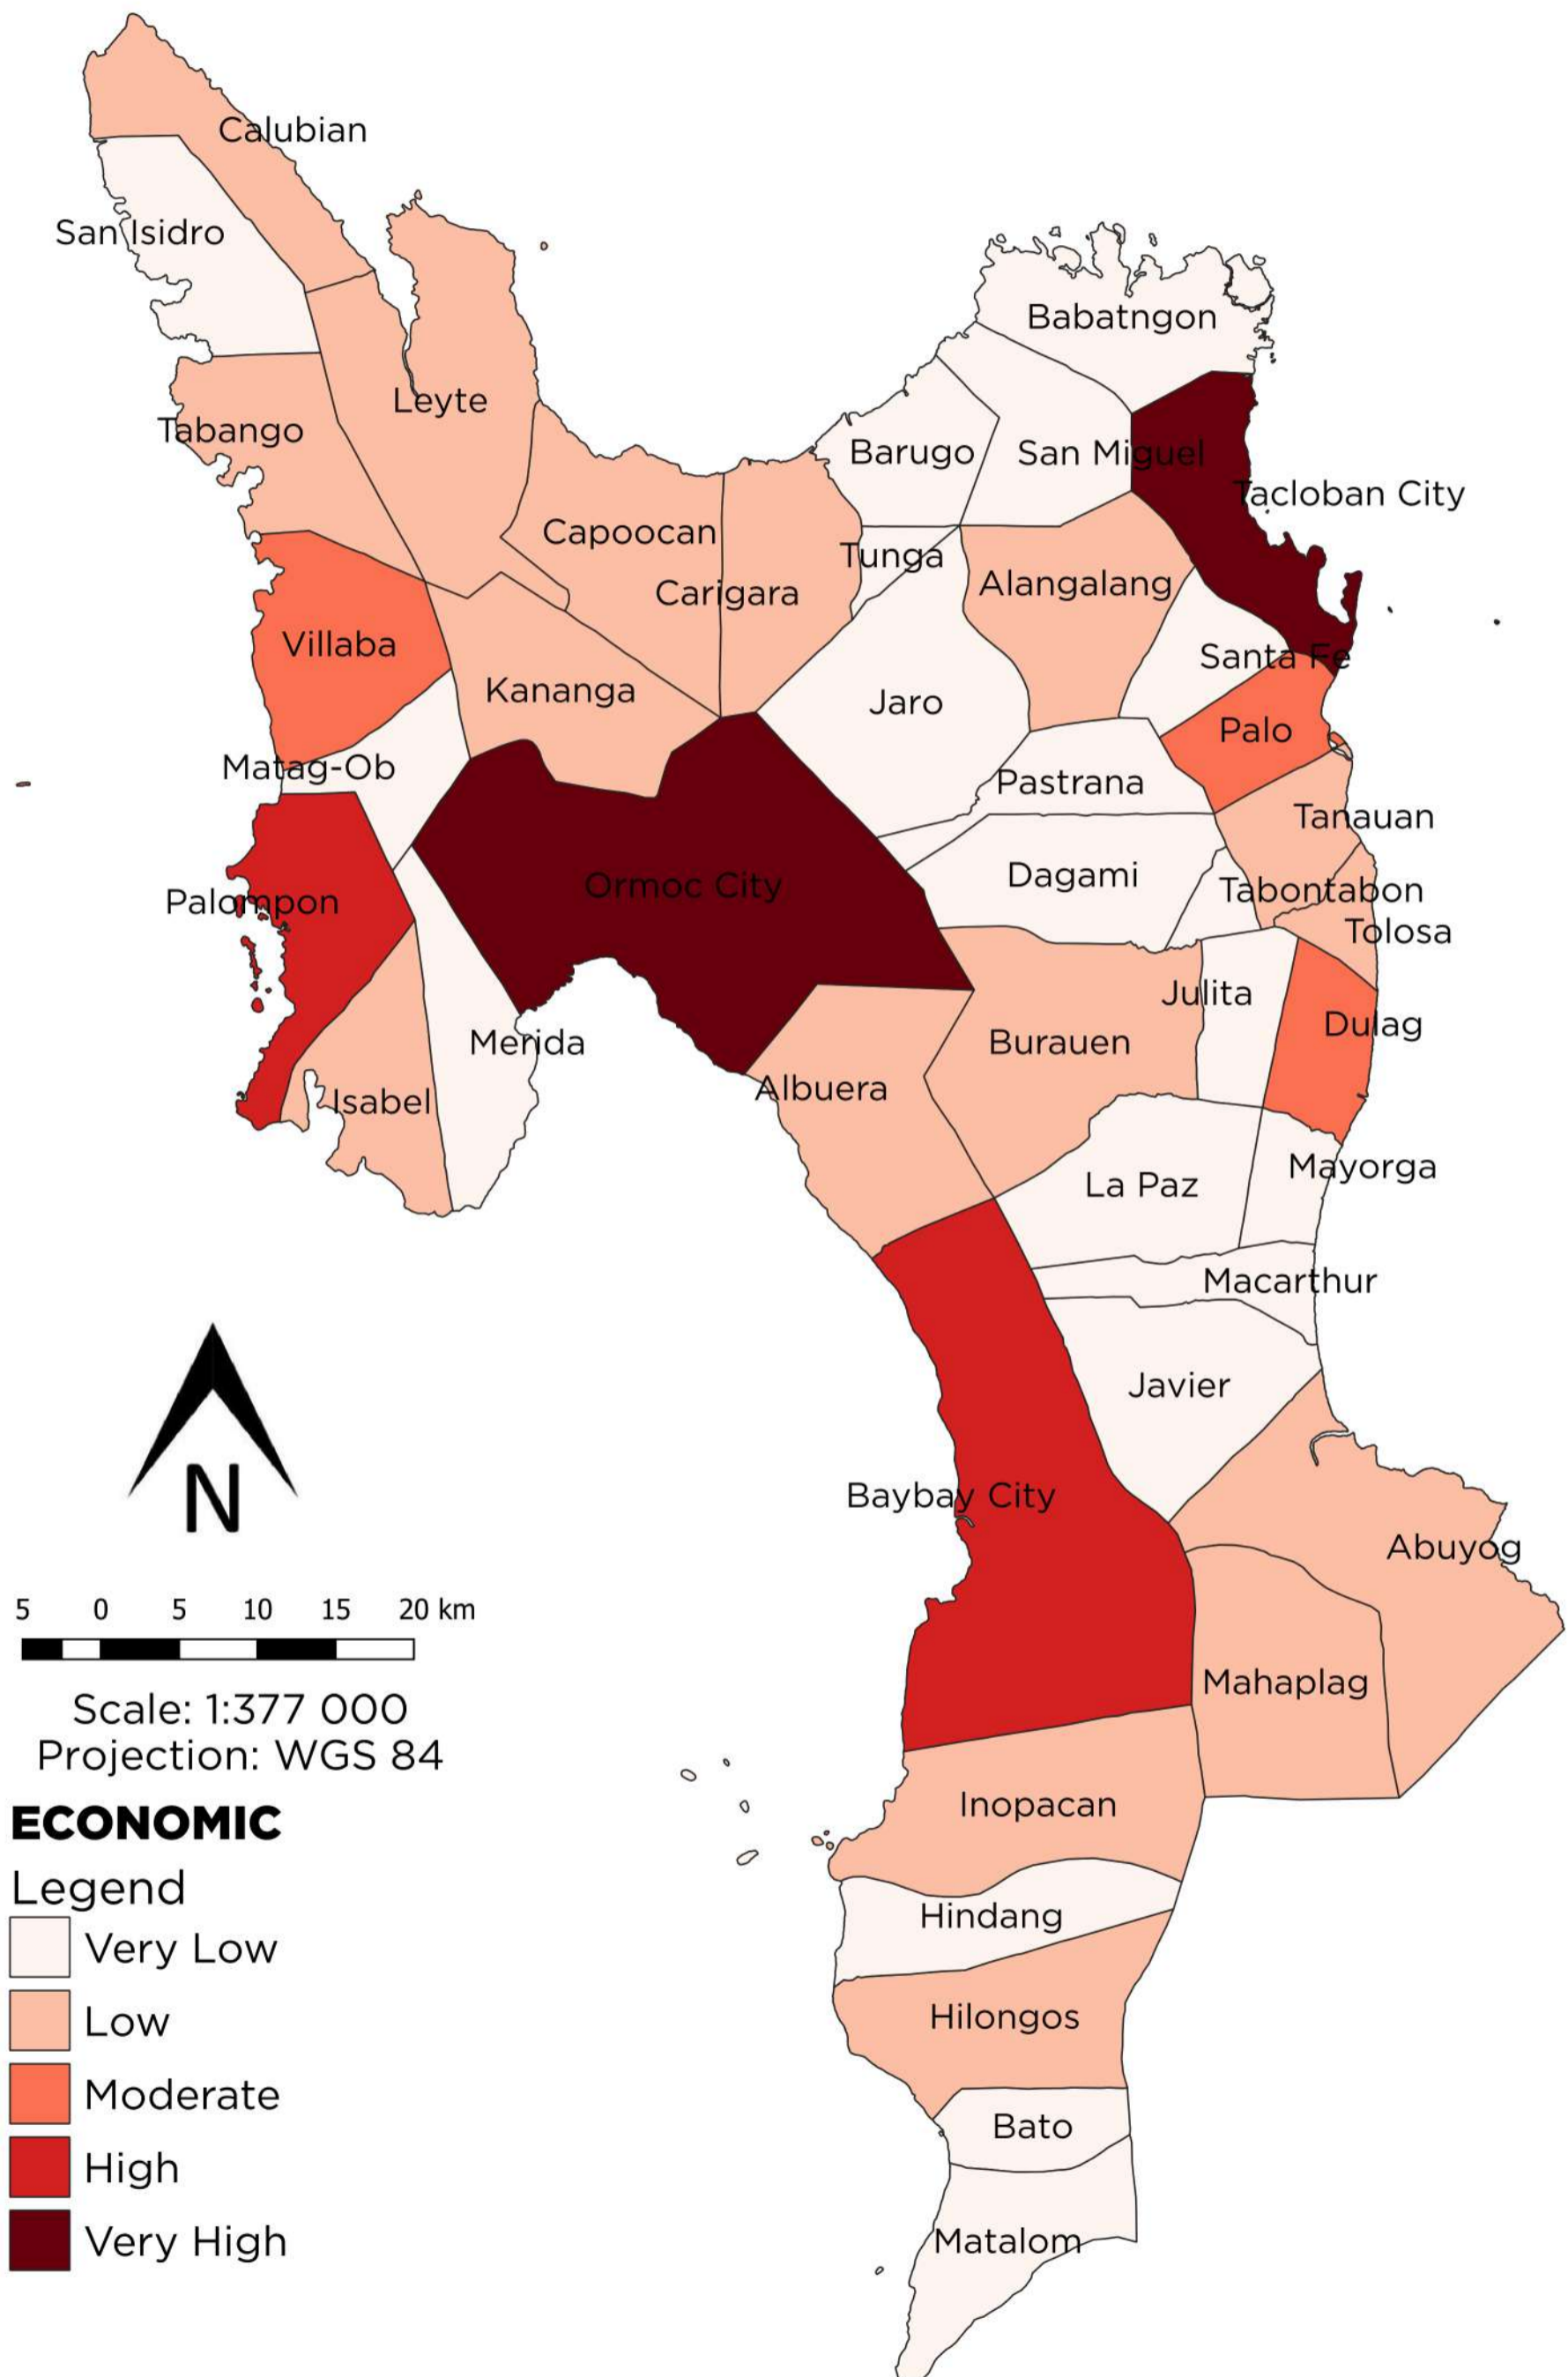 Calubian
San Isidro
Babatngon
Leyte
Tabango
Barugo
San Miguel
Tacloban City
Capoocan
Tunga
Alangalang
Carigara
Villaba
Santa Fe
Kananga
Jaro
Palo
Matag-Ob
Pastrana
Tanauan
Dagami
Ormoc City
Tabontabon
Palompon
Tolosa
Julita
Dulag
Merida
Burauen
Albuera
Isabel
Mayorga
La Paz
Macarthur
Javier
N
Baybay City
Abuyog
5 0 5 10 15 20 km
Mahaplag
Scale: 1:377 000
Projection: WGS 84
Inopacan
ECONOMIC
Legend
Hindang
Very Low
Hilongos
Low
Moderate
Bato
High
Very High
Matalom